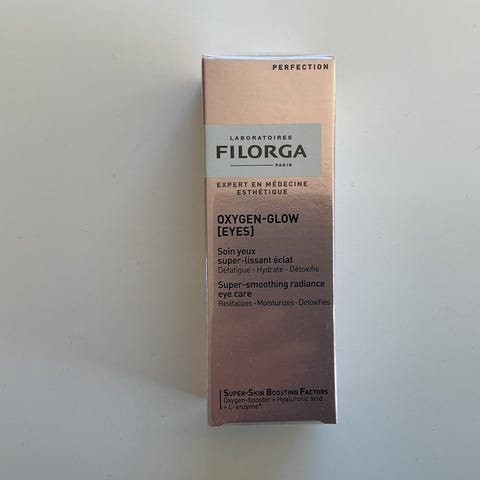 PERFECTION
LABORATOIRES
FILORGA
PARIS
EXPERT EN MÉDECINE
ESTHÉTIQUE
OXYGEN-GLOW
[EYES]
Soin yeux
super-lissant éclat
Défatigue - Hydrate - Détoxifie
Super-smoothing radiance
eye care
Revitalizes - Moisturizes - Detoxifies
SUPER-SKIN BOOSTING FACTORS
Oxygen-booster + Hyaluronic acid
+ L-enzyme*